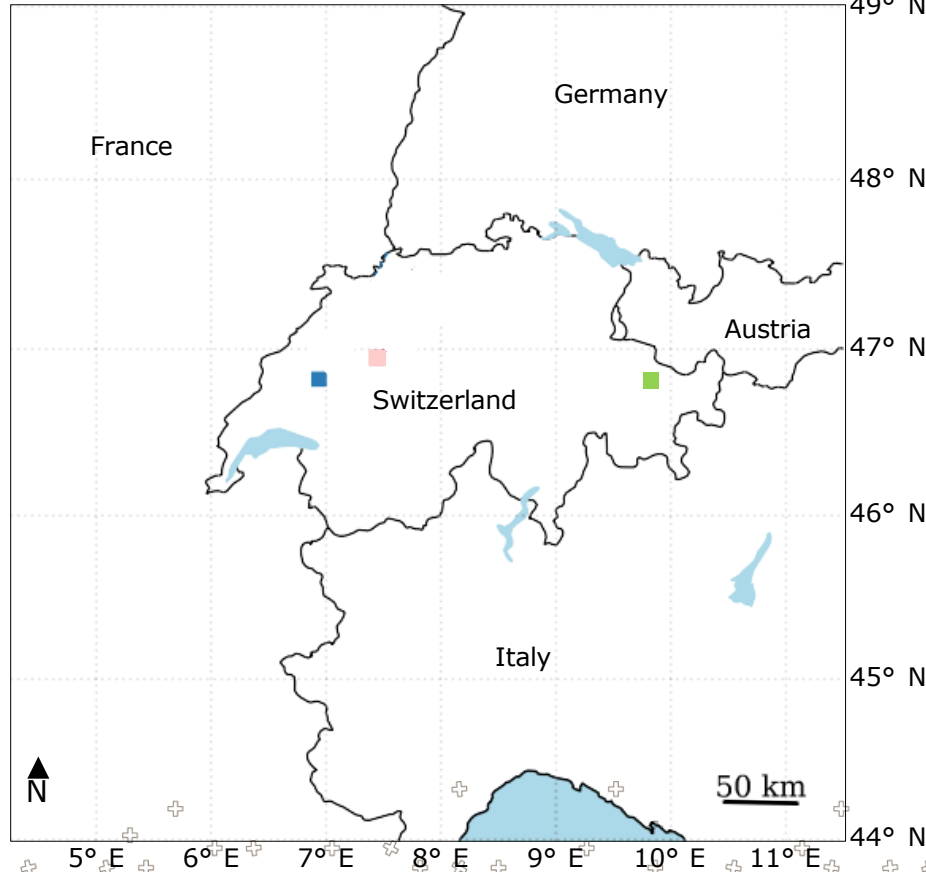 49° N
Germany
France
48° N
Austria
47° N
Switzerland
46° N
Italy
45° N
50 km
N
44° N
5° E 6° E 7° E 8° E 9° E 10° E 11° E